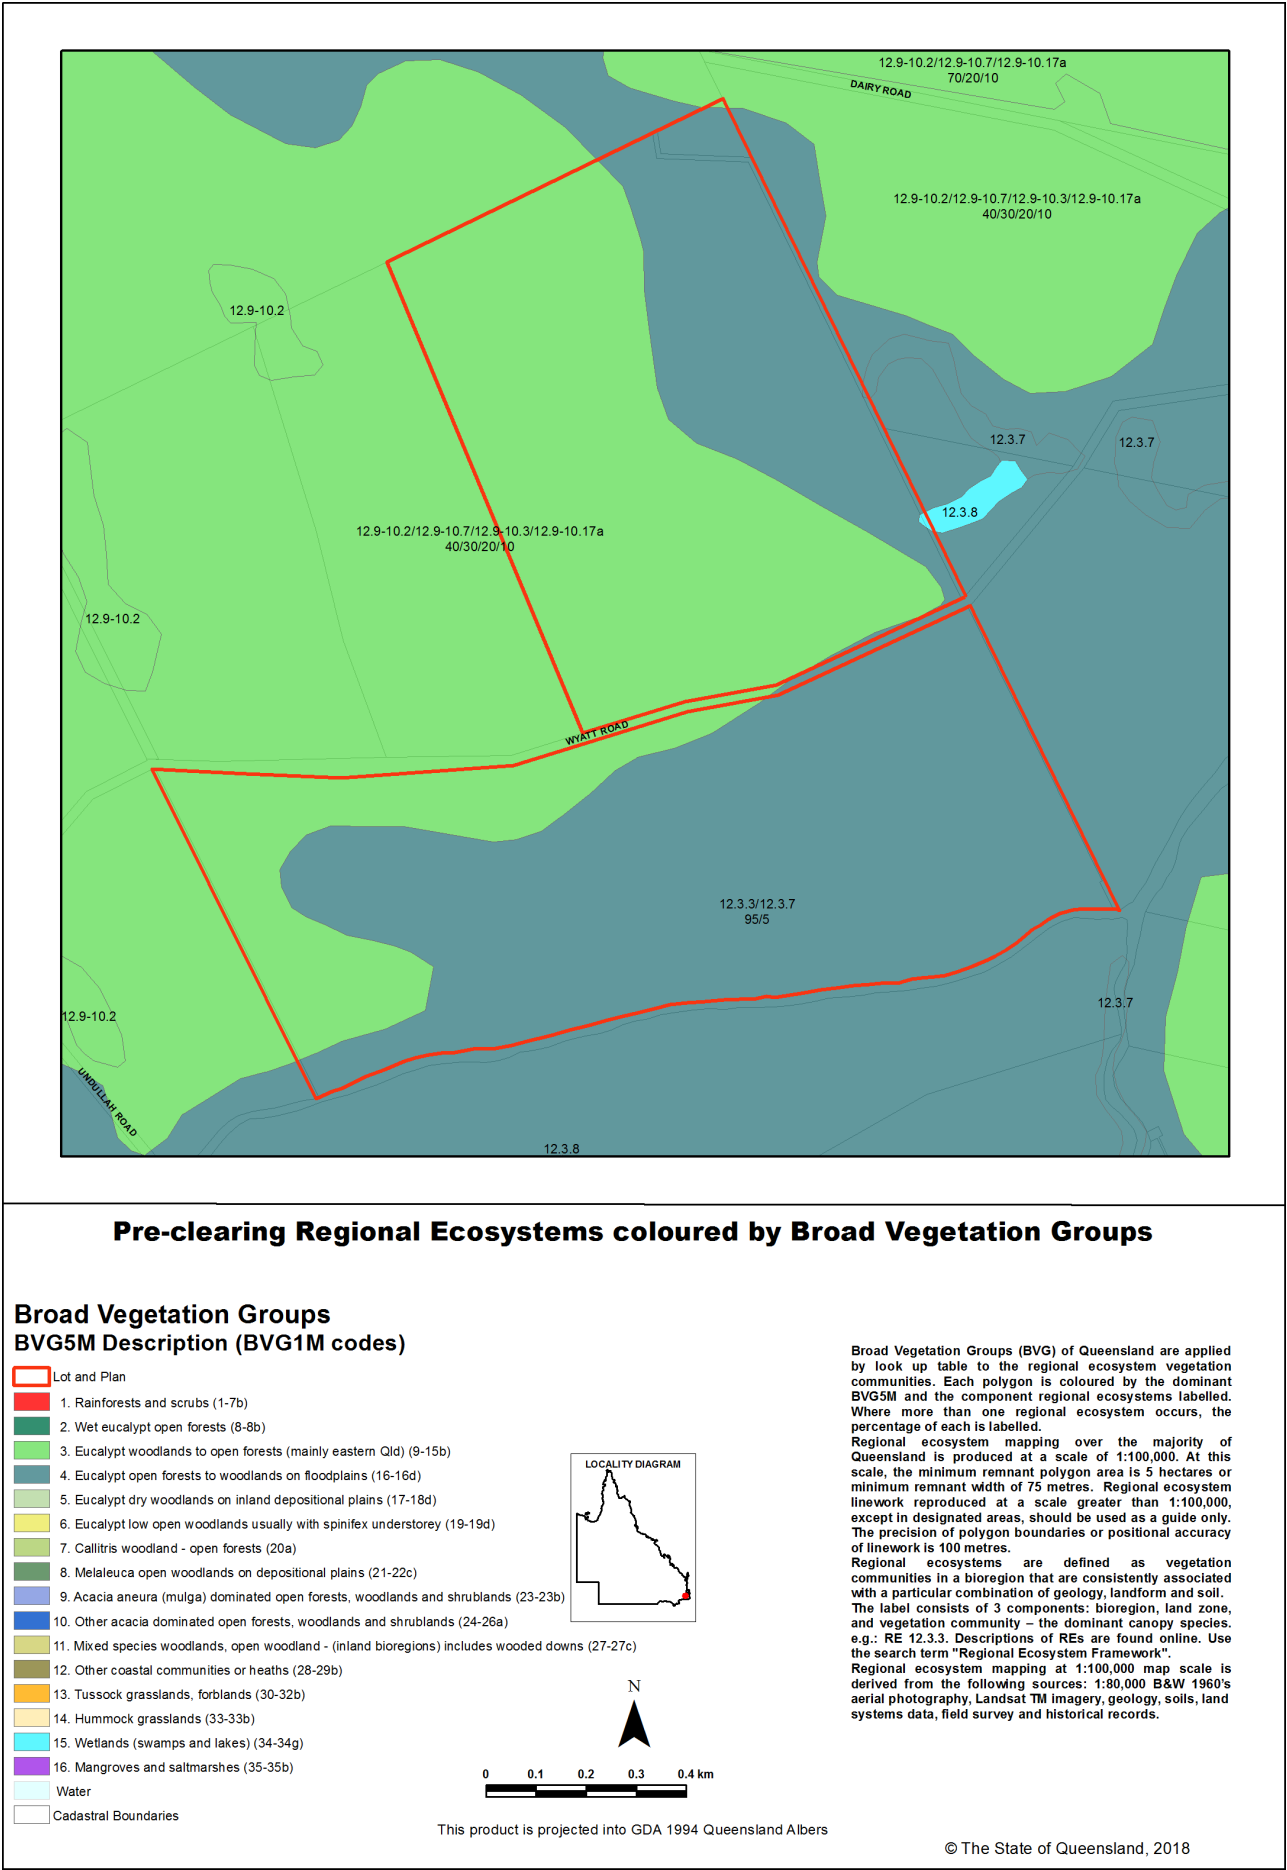 12.9-10.2/12.9-10.7/12.9-10.17a
70/20/10
DAIRY ROAD
12.9-10.2/12.9-10.7/12.9-10.3/12.9-10.17a
40/30/20/10
12.9-10.2
12.3.7
12.3.7
12.3.8
12.9-10.2/12.9-10.7/12.9-10.3/12.9-10.17a
40/30/20/10
12.9-10.2
WYATT ROAD
12.3.3/12.3.7
95/5
12.3.7
12.9-10.2
UNDULLAH ROAD
12.3.8
Pre-clearing Regional Ecosystems coloured by Broad Vegetation Groups
Broad Vegetation Groups
BVG5M Description (BVG1M codes)
Lot and Plan
1. Rainforests and scrubs (1-7b)
2. Wet eucalypt open forests (8-8b)
3. Eucalypt woodlands to open forests (mainly eastern Qld) (9-15b)
4. Eucalypt open forests to woodlands on floodplains (16-16d)
5. Eucalypt dry woodlands on inland depositional plains (17-18d)
6. Eucalypt low open woodlands usually with spinifex understorey (19-19d)
7. Callitris woodland - open forests (20a)
8. Melaleuca open woodlands on depositional plains (21-22c)
9. Acacia aneura (mulga) dominated open forests, woodlands and shrublands (23-23b)
10. Other acacia dominated open forests, woodlands and shrublands (24-26a)
11. Mixed species woodlands, open woodland - (inland bioregions) includes wooded downs (27-27c)
12. Other coastal communities or heaths (28-29b)
13. Tussock grasslands, forblands (30-32b)
14. Hummock grasslands (33-33b)
15. Wetlands (swamps and lakes) (34-34g)
16. Mangroves and saltmarshes (35-35b)
Water
Cadastral Boundaries
LOCALITY DIAGRAM
N
0 0.1 0.2 0.3 0.4 km
This product is projected into GDA 1994 Queensland Albers
Broad Vegetation Groups (BVG) of Queensland are applied
by look up table to the regional ecosystem vegetation
communities. Each polygon is coloured by the dominant
BVG5M and the component regional ecosystems labelled.
Where more than one regional ecosystem occurs, the
percentage of each is labelled.
Regional ecosystem mapping over the majority of
Queensland is produced at a scale of 1:100,000. At this
scale, the minimum remnant polygon area is 5 hectares or
minimum remnant width of 75 metres. Regional ecosystem
linework reproduced at a scale greater than 1:100,000,
except in designated areas, should be used as a guide only.
The precision of polygon boundaries or positional accuracy
of linework is 100 metres.
Regional ecosystems are defined as vegetation
communities in a bioregion that are consistently associated
with a particular combination of geology, landform and soil.
The label consists of 3 components: bioregion, land zone,
and vegetation community – the dominant canopy species.
e.g.: RE 12.3.3. Descriptions of REs are found online. Use
the search term "Regional Ecosystem Framework".
Regional ecosystem mapping at 1:100,000 map scale is
derived from the following sources: 1:80,000 B&W 1960's
aerial photography, Landsat TM imagery, geology, soils, land
systems data, field survey and historical records.
© The State of Queensland, 2018